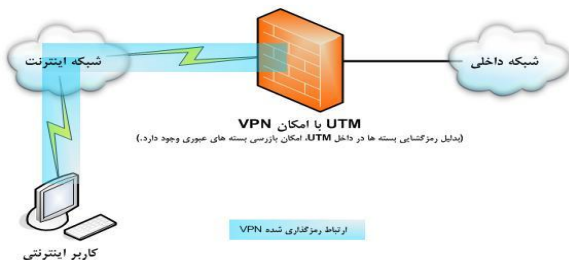 شبکه اینترنت
شبکه داخلی
UTM با امکان VPN
(بدلیل رمزگشایی بسته ها در داخل UTM، امکان بازرسی بسته های عبوری وجود دارد.)
ارتباط رمزگذاری شده VPN
کاربر اینترنتی